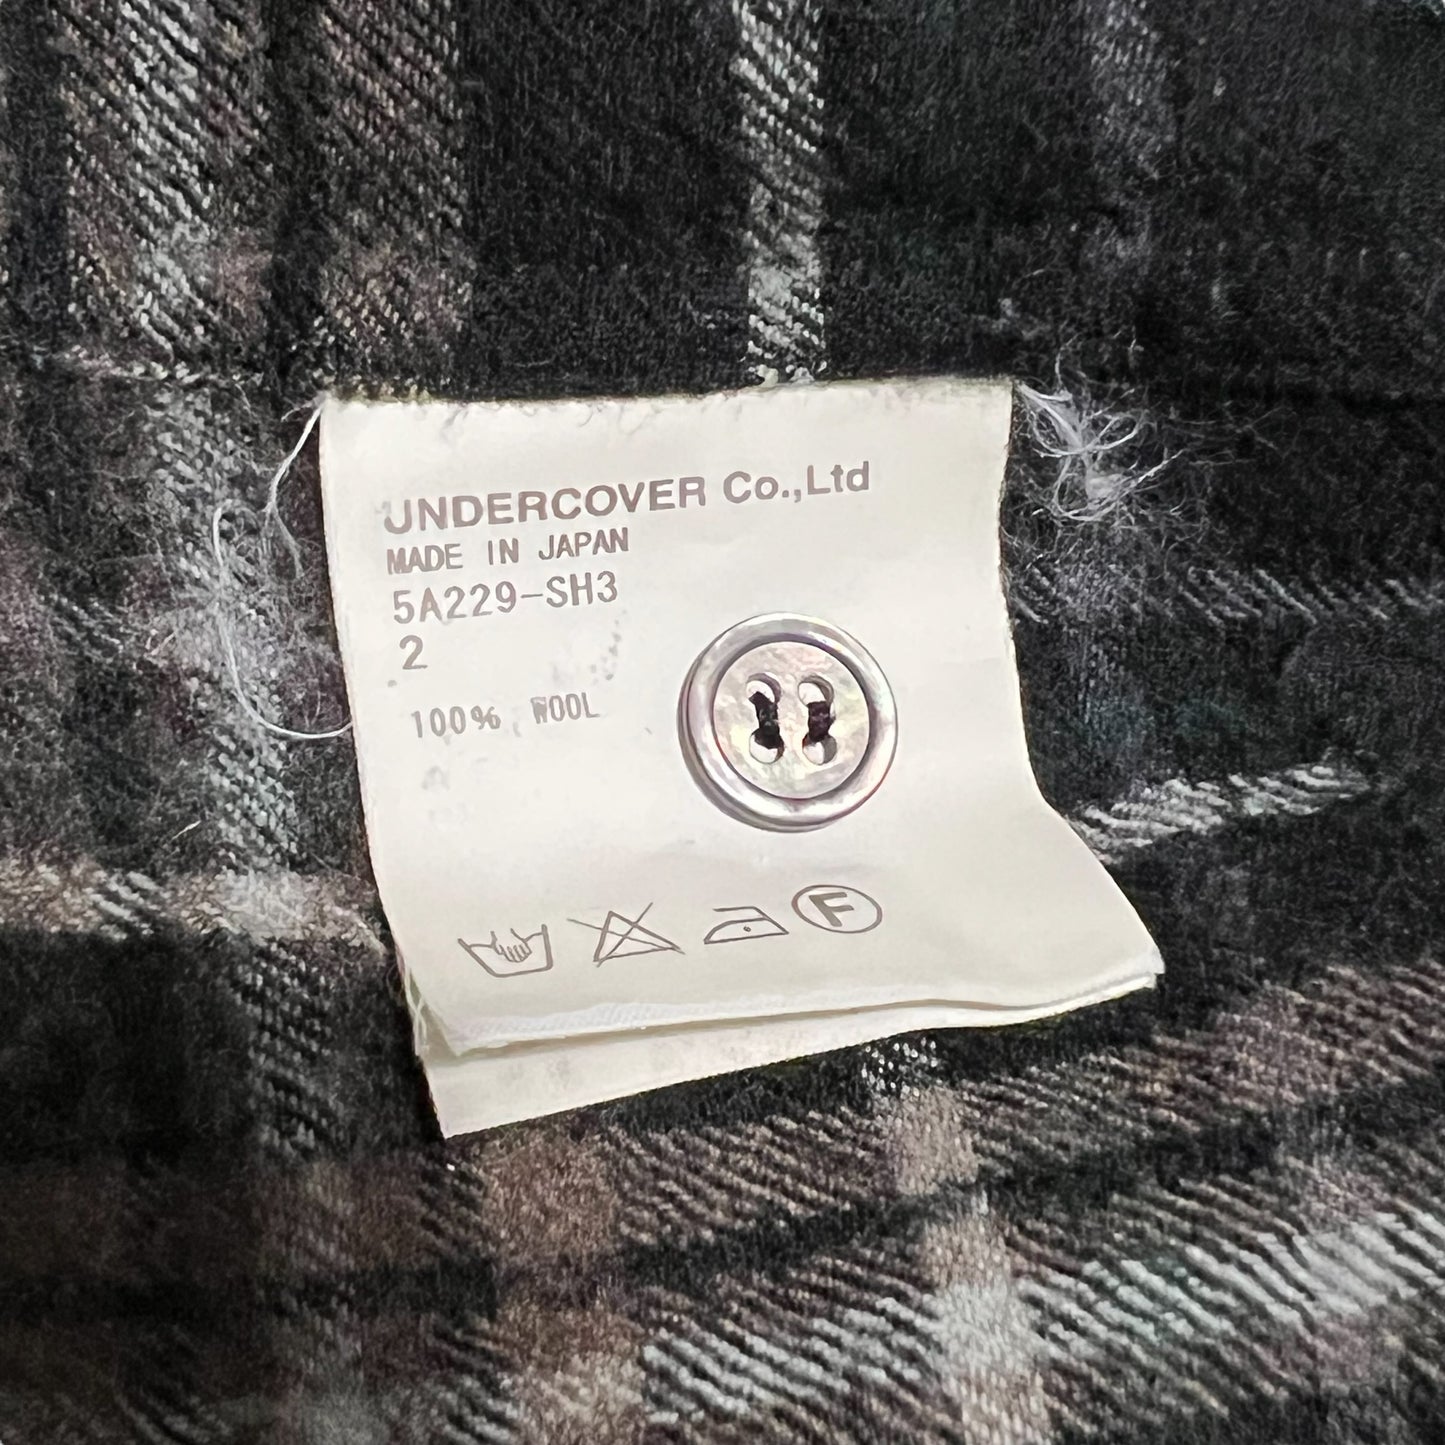 UNDERCOVER Co.,Ltd
MADE IN JAPAN
5A229-SH3
2
100% WOOL
F